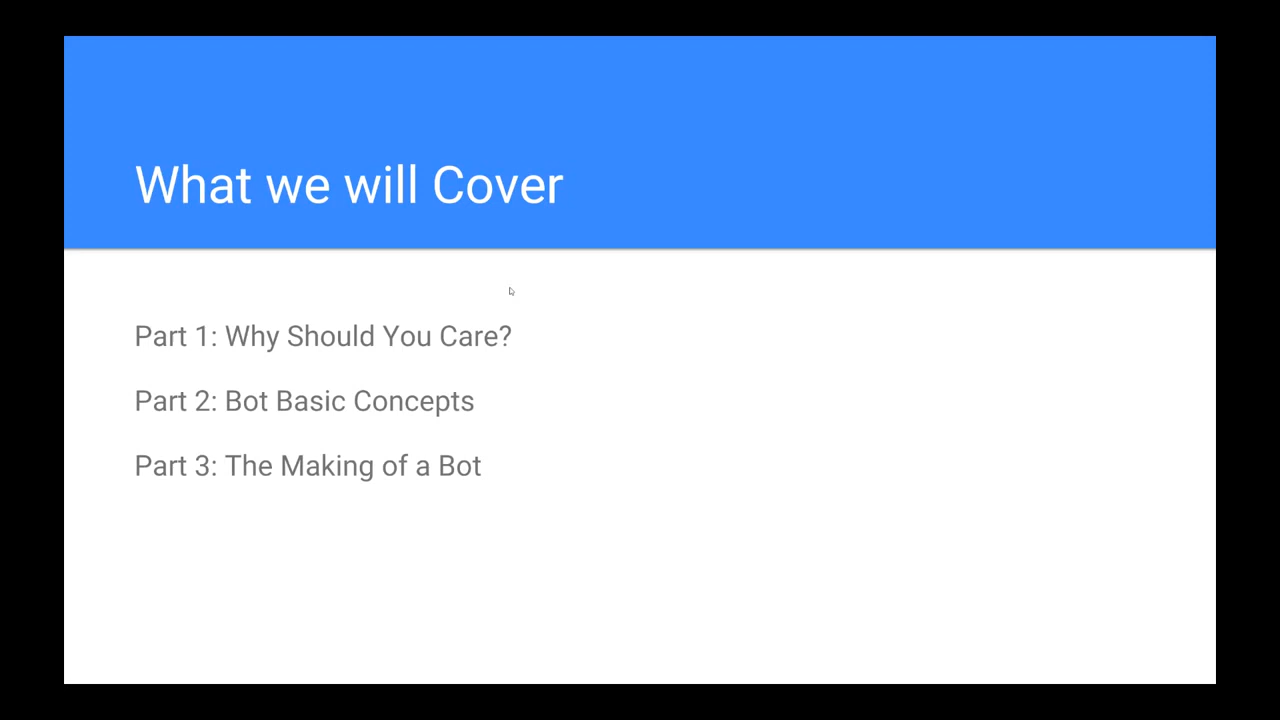 What we will Cover
Part 1: Why Should You Care?
Part 2: Bot Basic Concepts
Part 3: The Making of a Bot